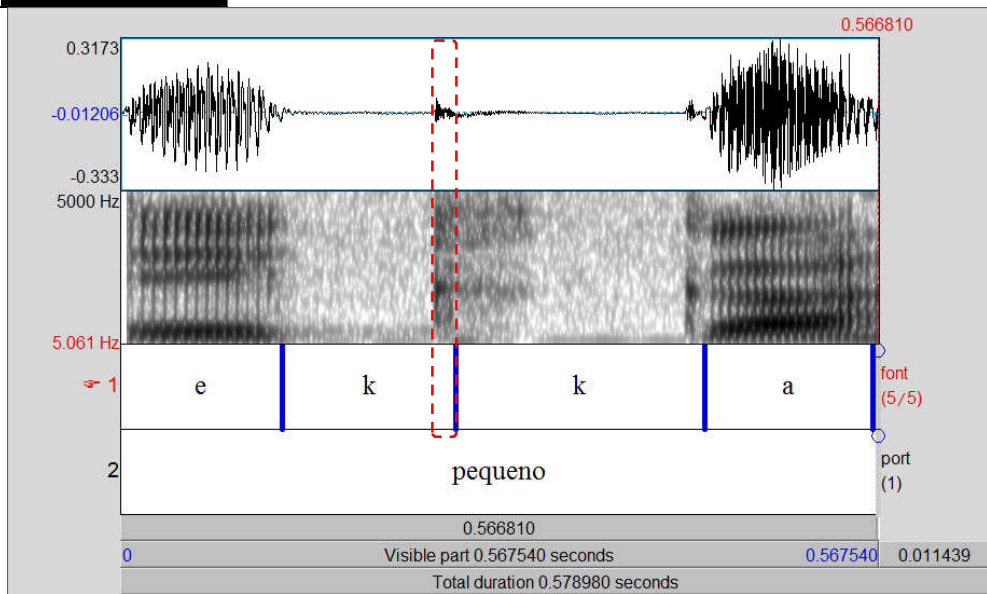 0.566810
0.3173
-0.01206
-0.333
5000 Hz
5.061 Hz
☞ 1 e k k a font (5/5)
2 pequeno port (1)
0.566810
0 Visible part 0.567540 seconds 0.567540 0.011439
Total duration 0.578980 seconds